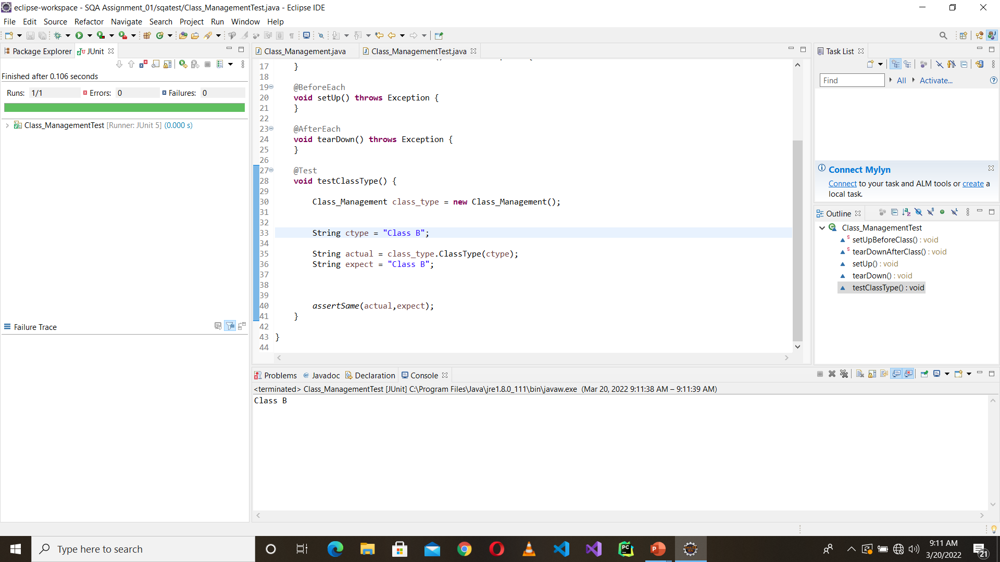 eclipse-workspace - SQA Assignment_01/sqatest/Class_ManagementTest.java - Eclipse IDE
File Edit Source Refactor Navigate Search Project Run Window Help
Package Explorer JUnit
Finished after 0.106 seconds
Runs: 1/1 Errors: 0 Failures: 0
Class_ManagementTest [Runner: JUnit 5] (0.000 s)
Failure Trace
Class_Management.java Class_ManagementTest.java
17 }
18
19 @BeforeEach
20 void setUp() throws Exception {
21 }
22
23 @AfterEach
24 void tearDown() throws Exception {
25 }
26
27 @Test
28 void testClassType() {
29
30 Class_Management class_type = new Class_Management();
31
32
33 String ctype = "Class B";
34
35 String actual = class_type.ClassType(ctype);
36 String expect = "Class B";
37
38
39
40 assertSame(actual,expect);
41 }
42
43 }
44
Problems Javadoc Declaration Console
<terminated> Class_ManagementTest [JUnit] C:\Program Files\Java\jre1.8.0_111\bin\javaw.exe (Mar 20, 2022 9:11:38 AM – 9:11:39 AM)
Class B
Task List
Find All Activate...
Connect Mylyn
Connect to your task and ALM tools or create a
local task.
Outline
Class_ManagementTest
setUpBeforeClass() : void
tearDownAfterClass() : void
setUp() : void
tearDown() : void
testClassType() : void
Type here to search
9:11 AM
3/20/2022
21